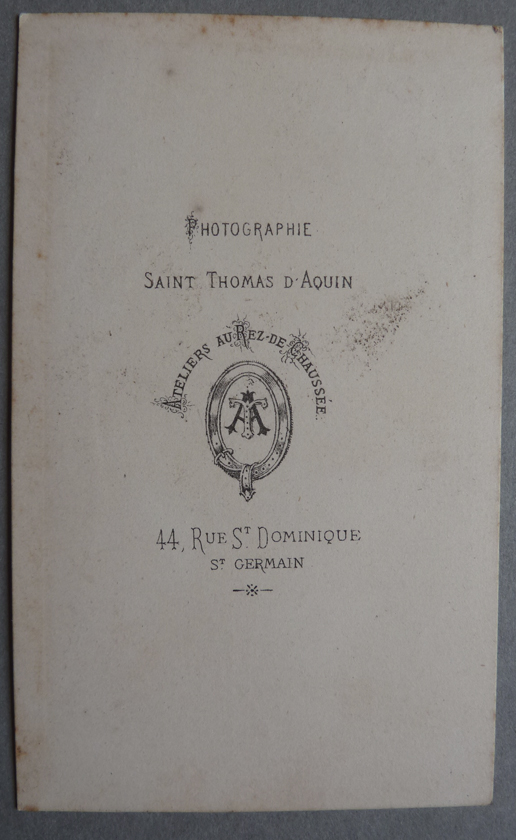 PHOTOGRAPHIE
SAINT THOMAS D'AQUIN
ATELIERS AU REZ-DE-CHAUSSÉE
44, RUE ST. DOMINIQUE
ST GERMAIN